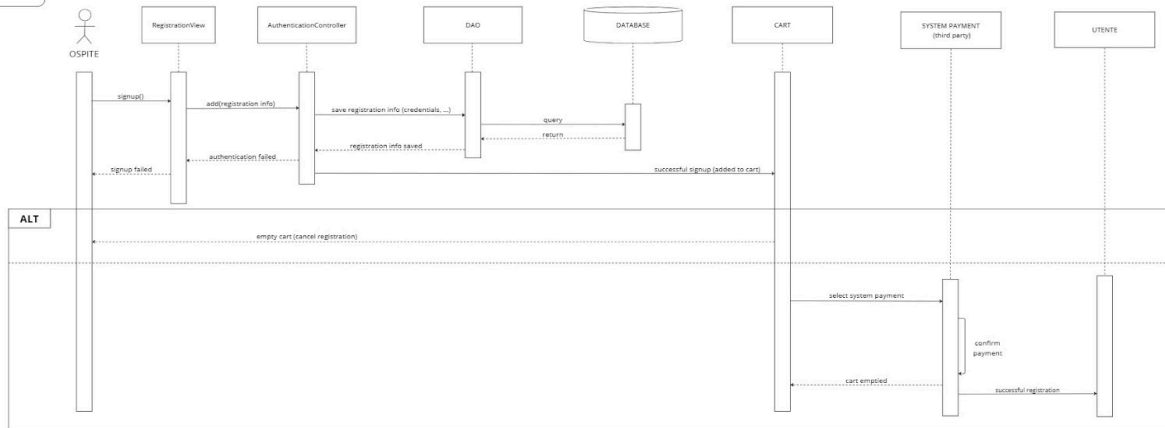 OSPITE
RegistrationView
AuthenticationController
DAO
DATABASE
CART
SYSTEM PAYMENT
(third party)
UTENTE
signup()
add(registration info)
save registration info (credentials, ...)
query
return
registration info saved
authentication failed
signup failed
successful signup (added to cart)
ALT
empty cart (cancel registration)
select system payment
confirm
payment
cart emptied
successful registration